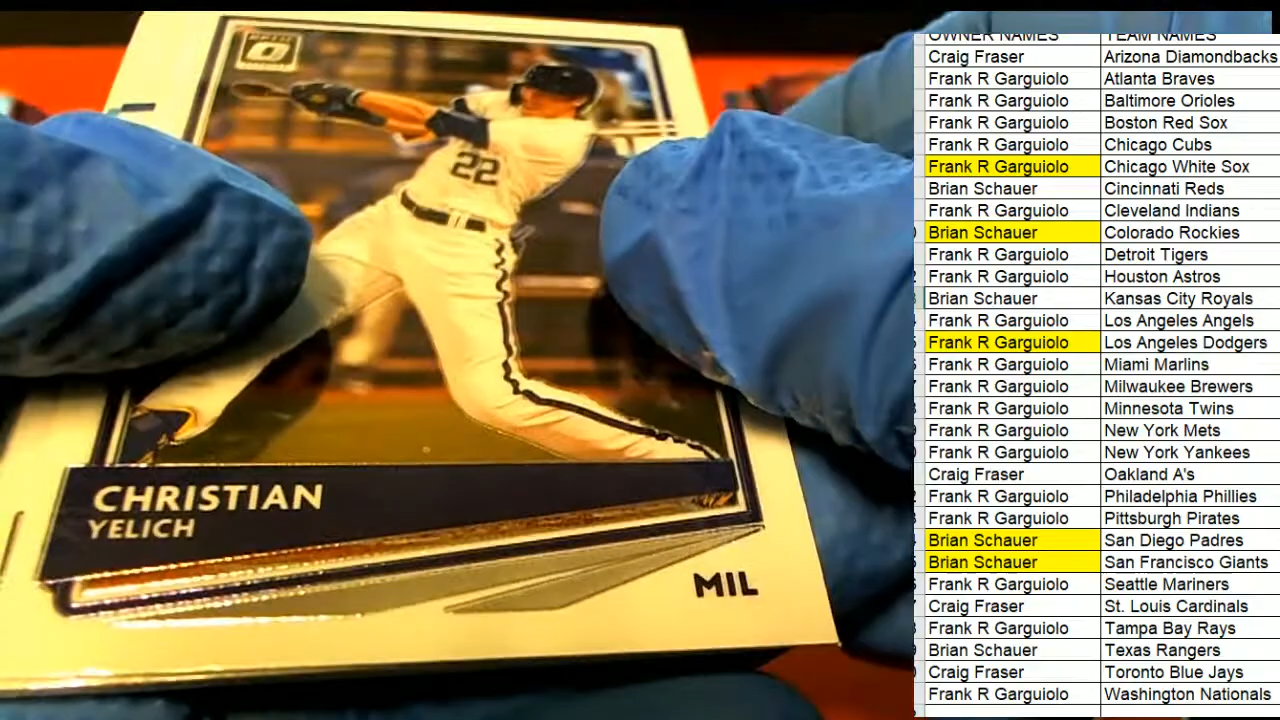 22
CHRISTIAN
YELICH
MIL
OWNER NAMES TEAM NAMES
Craig Fraser Arizona Diamondbacks
Frank R Garguiolo Atlanta Braves
Frank R Garguiolo Baltimore Orioles
Frank R Garguiolo Boston Red Sox
Frank R Garguiolo Chicago Cubs
Frank R Garguiolo Chicago White Sox
Brian Schauer Cincinnati Reds
Frank R Garguiolo Cleveland Indians
Brian Schauer Colorado Rockies
Frank R Garguiolo Detroit Tigers
Frank R Garguiolo Houston Astros
Brian Schauer Kansas City Royals
Frank R Garguiolo Los Angeles Angels
Frank R Garguiolo Los Angeles Dodgers
Frank R Garguiolo Miami Marlins
Frank R Garguiolo Milwaukee Brewers
Frank R Garguiolo Minnesota Twins
Frank R Garguiolo New York Mets
Frank R Garguiolo New York Yankees
Craig Fraser Oakland A's
Frank R Garguiolo Philadelphia Phillies
Frank R Garguiolo Pittsburgh Pirates
Brian Schauer San Diego Padres
Brian Schauer San Francisco Giants
Frank R Garguiolo Seattle Mariners
Craig Fraser St. Louis Cardinals
Frank R Garguiolo Tampa Bay Rays
Brian Schauer Texas Rangers
Craig Fraser Toronto Blue Jays
Frank R Garguiolo Washington Nationals